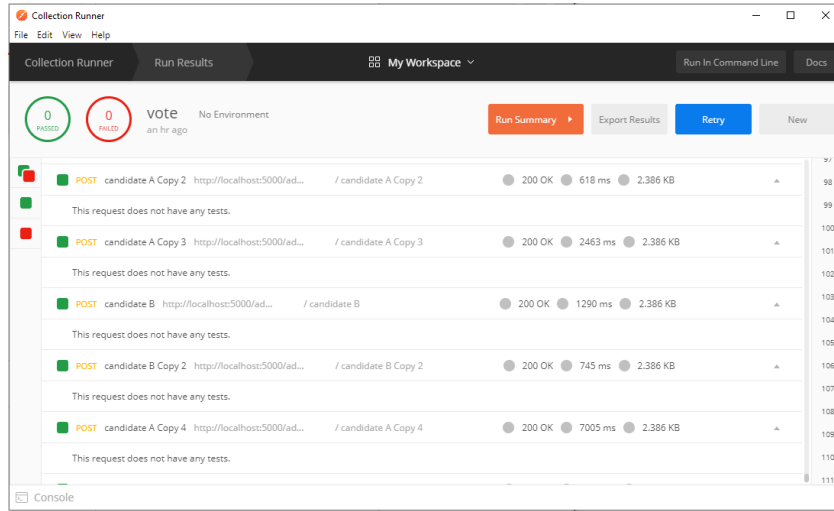 Collection Runner
File Edit View Help
Collection Runner Run Results My Workspace Run In Command Line Docs
0 PASSED 0 FAILED vote No Environment Run Summary Export Results Retry New
an hr ago
97
POST candidate A Copy 2 http://localhost:5000/ad... / candidate A Copy 2 200 OK 618 ms 2.386 KB 98
This request does not have any tests. 99
100
POST candidate A Copy 3 http://localhost:5000/ad... / candidate A Copy 3 200 OK 2463 ms 2.386 KB 101
This request does not have any tests. 102
103
POST candidate B http://localhost:5000/ad... / candidate B 200 OK 1290 ms 2.386 KB
104
This request does not have any tests. 105
POST candidate B Copy 2 http://localhost:5000/ad... / candidate B Copy 2 200 OK 745 ms 2.386 KB 106
107
This request does not have any tests. 108
POST candidate A Copy 4 http://localhost:5000/ad... / candidate A Copy 4 200 OK 7005 ms 2.386 KB 109
This request does not have any tests. 110
111
Console